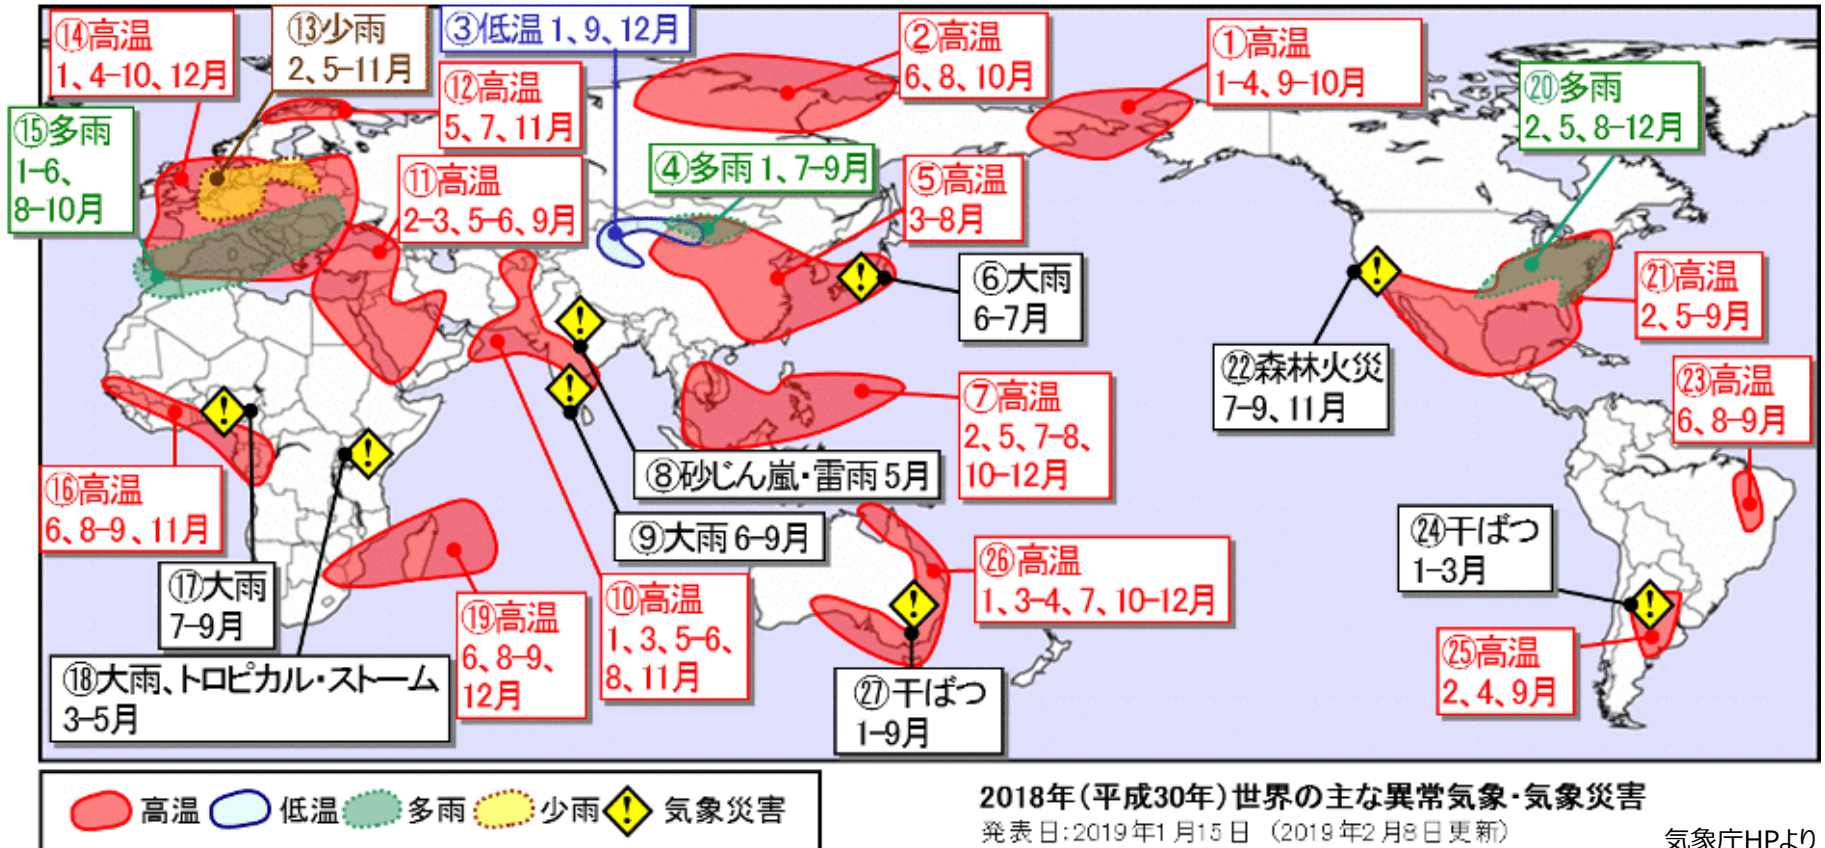 ⑭高温
1、4-10、12月
⑬少雨
2、5-11月
③低温 1、9、12月
②高温
6、8、10月
①高温
1-4、9-10月
⑳多雨
2、5、8-12月
⑫高温
5、7、11月
⑮多雨
1-6、
8-10月
④多雨 1、7-9月
⑪高温
2-3、5-6、9月
⑤高温
3-8月
⑥大雨
6-7月
㉑高温
2、5-9月
㉒森林火災
7-9、11月
㉓高温
6、8-9月
⑦高温
2、5、7-8、
10-12月
⑧砂じん嵐・雷雨 5月
⑨大雨 6-9月
⑯高温
6、8-9、11月
⑰大雨
7-9月
⑱大雨、トロピカル・ストーム
3-5月
⑲高温
6、8-9、
12月
⑩高温
1、3、5-6、
8、11月
㉖高温
1、3-4、7、10-12月
㉗干ばつ
1-9月
㉔干ばつ
1-3月
㉕高温
2、4、9月
高温 低温 多雨 少雨 気象災害
2018年(平成30年)世界の主な異常気象・気象災害
発表日:2019年1月15日 (2019年2月8日更新)
気象庁HPより